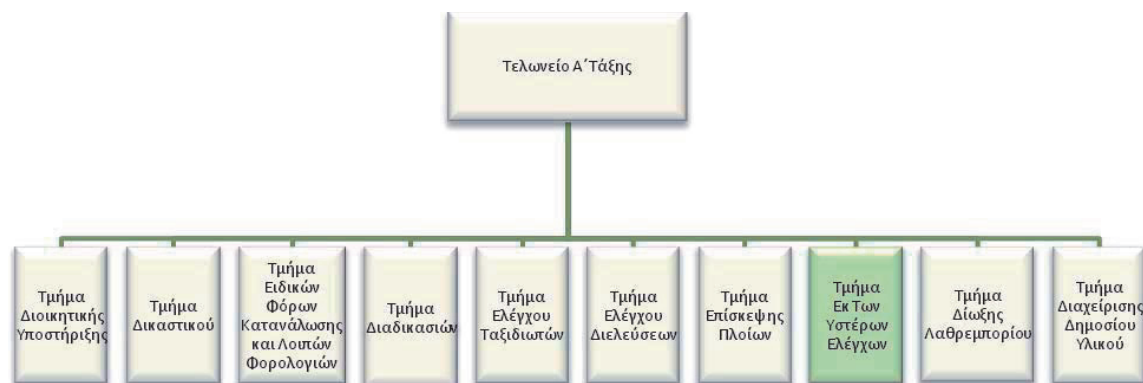 Τελωνείο Α΄ Τάξης
Τμήμα
Διοικητικής
Υποστήριξης
Τμήμα
Δικαστικού
Τμήμα
Ειδικών
Φόρων
Κατανάλωσης
και Λοιπών
Φορολογιών
Τμήμα
Διαδικασιών
Τμήμα
Ελέγχου
Ταξιδιωτών
Τμήμα
Ελέγχου
Διελεύσεων
Τμήμα
Επίσκεψης
Πλοίων
Τμήμα
Εκ Των
Υστέρων
Ελέγχων
Τμήμα
Δίωξης
Λαθρεμπορίου
Τμήμα
Διαχείρισης
Δημοσίου
Υλικού